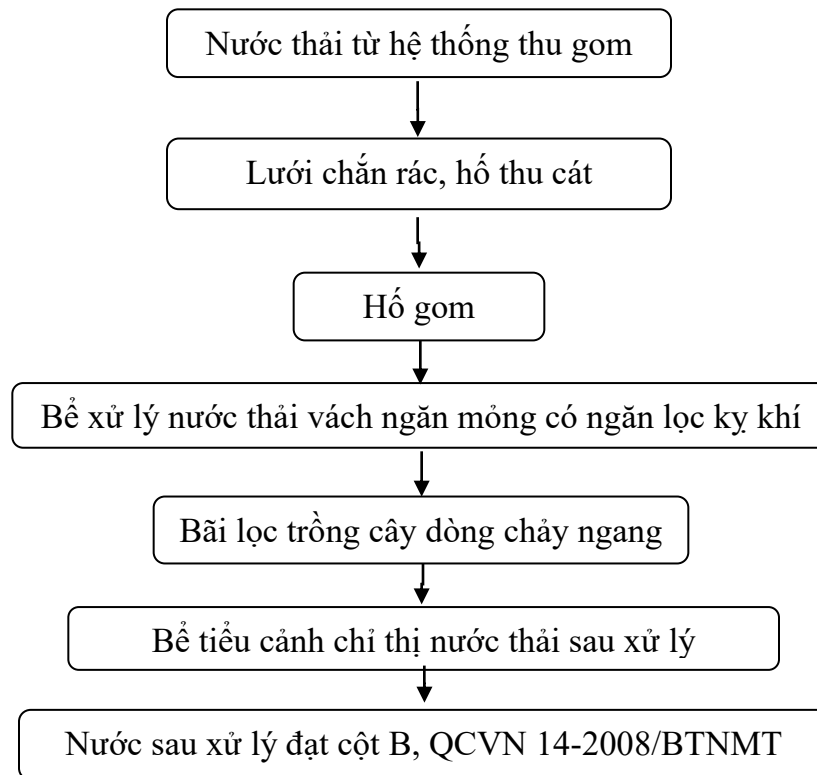 Nước thải từ hệ thống thu gom
Lưới chắn rác, hố thu cát
Hố gom
Bể xử lý nước thải vách ngăn mỏng có ngăn lọc kỵ khí
Bãi lọc trồng cây dòng chảy ngang
Bể tiểu cảnh chỉ thị nước thải sau xử lý
Nước sau xử lý đạt cột B, QCVN 14-2008/BTNMT